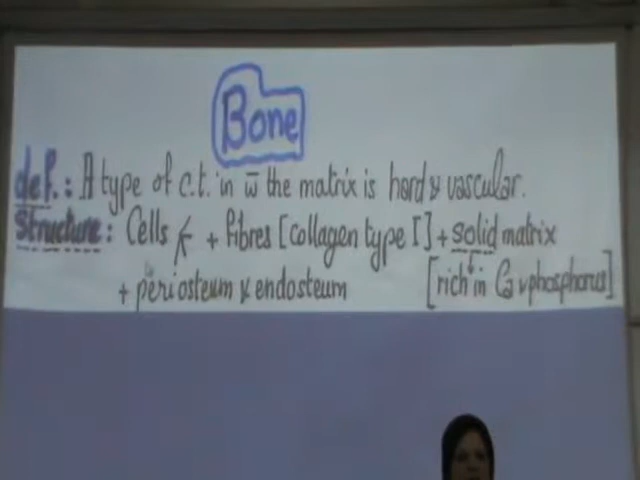 Bone
def.: A type of c.t. in w̄ the matrix is hard & vascular.
Structure: Cells + Fibres [collagen type I] + solid matrix
+ periosteum & endosteum [rich in Ca & phosphorus]